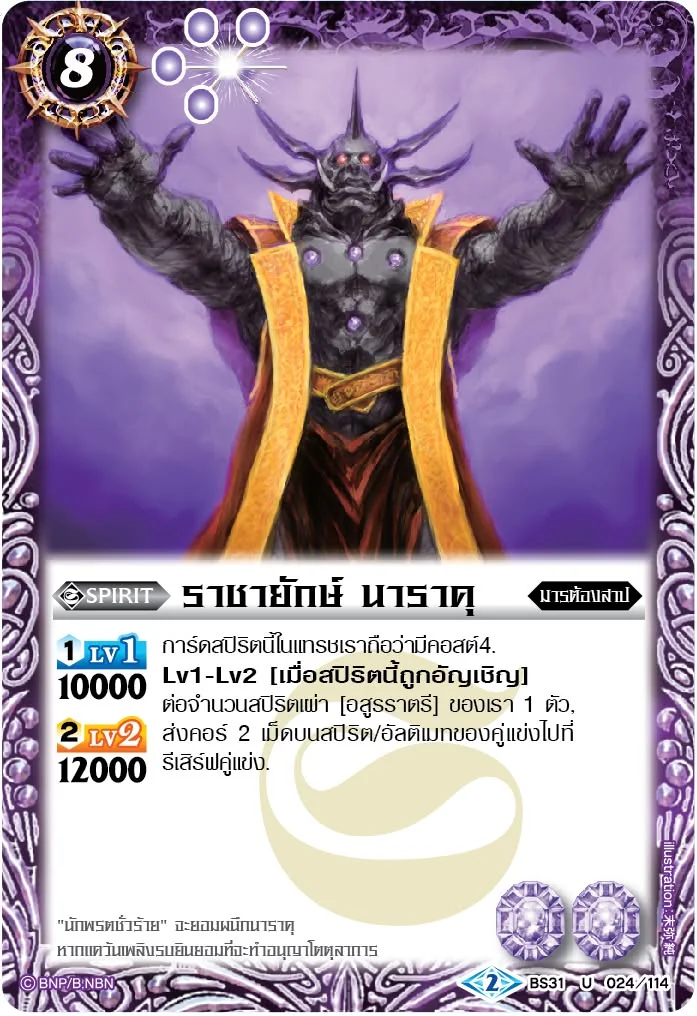 8
SPIRIT ราชายักษ์ นาราคุ มารต้องสาป
1 LV1
10000
2 LV2
12000
การ์ดสปิริตนี้ในแทรชเราถือว่ามีคอสต์4.
Lv1-Lv2 [เมื่อสปิริตนี้ถูกอัญเชิญ]
ต่อจำนวนสปิริตเผ่า [อสูรราตรี] ของเรา 1 ตัว,
ส่งคอร์ 2 เม็ดบนสปิริต/อัลติเมทของคู่แข่งไปที่
รีเสิร์ฟคู่แข่ง.
illustration:末弥 純
"นักพรตชั่วร้าย" จะยอมผนึกนาราคุ
หากแคว้นเพลิงรบยินยอมที่จะทำอนุญาโตตุลาการ
©BNP/B:NBN
2 BS31 U 024/114